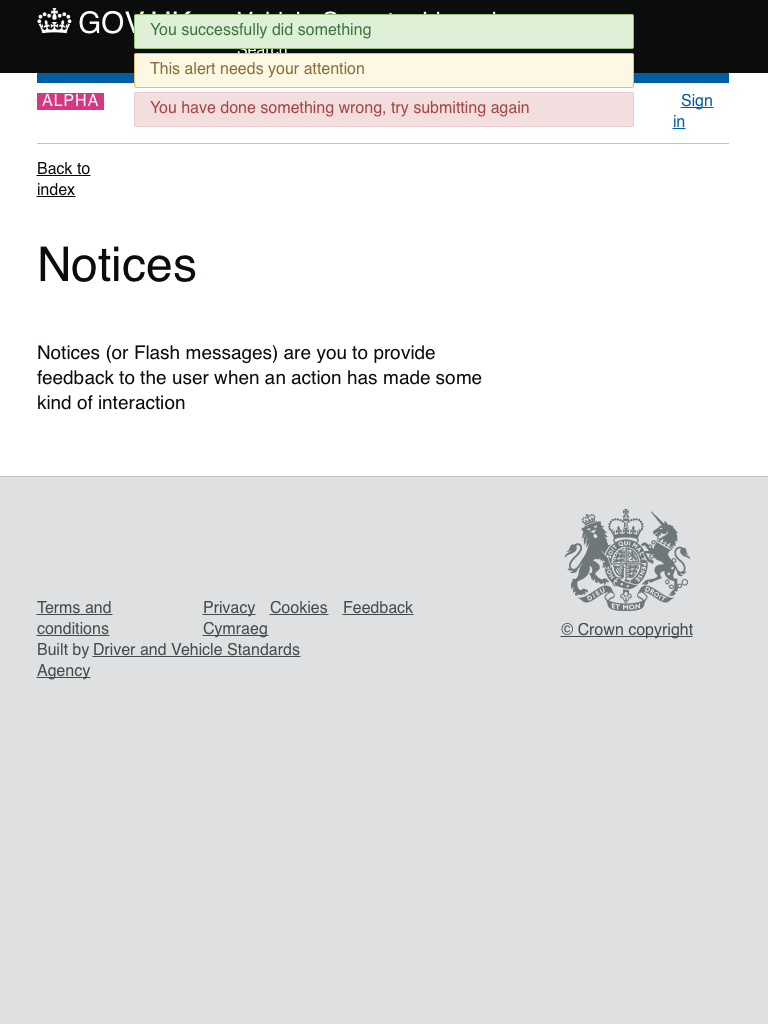 You successfully did something
Search
This alert needs your attention
ALPHA
You have done something wrong, try submitting again
Sign
in
Back to
index
Notices
Notices (or Flash messages) are you to provide
feedback to the user when an action has made some
kind of interaction
Terms and
conditions
Privacy Cookies Feedback
Cymraeg
Built by Driver and Vehicle Standards
Agency
© Crown copyright